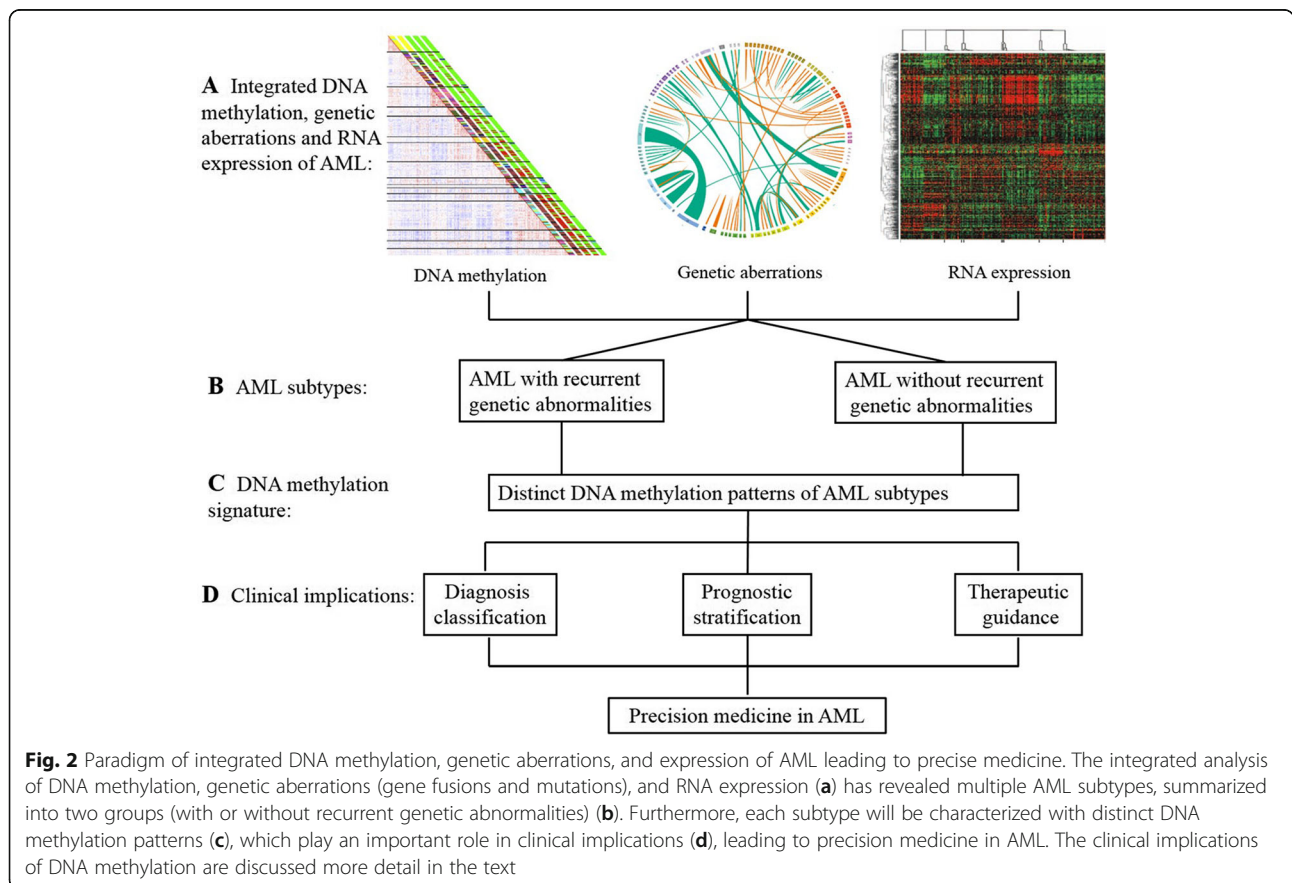 A Integrated DNA
methylation, genetic
aberrations and RNA
expression of AML:
DNA methylation
Genetic aberrations
RNA expression
B AML subtypes:
AML with recurrent
genetic abnormalities
AML without recurrent
genetic abnormalities
C DNA methylation
signature:
Distinct DNA methylation patterns of AML subtypes
D Clinical implications:
Diagnosis
classification
Prognostic
stratification
Therapeutic
guidance
Precision medicine in AML
Fig. 2 Paradigm of integrated DNA methylation, genetic aberrations, and expression of AML leading to precise medicine. The integrated analysis
of DNA methylation, genetic aberrations (gene fusions and mutations), and RNA expression (a) has revealed multiple AML subtypes, summarized
into two groups (with or without recurrent genetic abnormalities) (b). Furthermore, each subtype will be characterized with distinct DNA
methylation patterns (c), which play an important role in clinical implications (d), leading to precision medicine in AML. The clinical implications
of DNA methylation are discussed more detail in the text